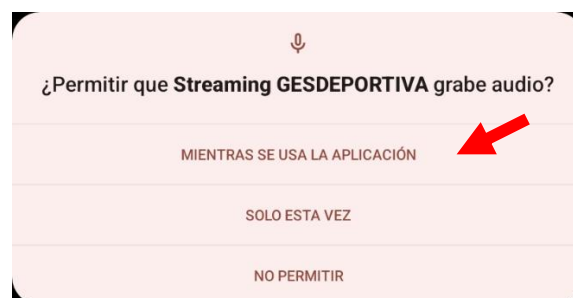 ¿Permitir que Streaming GESDEPORTIVA grabe audio?
MIENTRAS SE USA LA APLICACIÓN
SOLO ESTA VEZ
NO PERMITIR